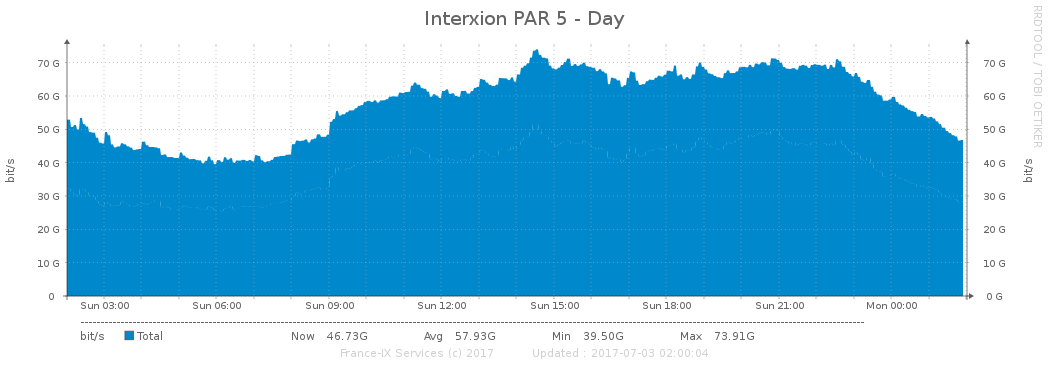 Interxion PAR 5 - Day
RRDTOOL / TOBI OETIKER
bit/s
70 G 70 G
60 G 60 G
50 G 50 G
40 G 40 G
30 G 30 G
20 G 20 G
10 G 10 G
0 0 G
bit/s
Sun 03:00 Sun 06:00 Sun 09:00 Sun 12:00 Sun 15:00 Sun 18:00 Sun 21:00 Mon 00:00
bit/s Total Now 46.73G Avg 57.93G Min 39.50G Max 73.91G
France-IX Services (c) 2017 Updated : 2017-07-03 02:00:04